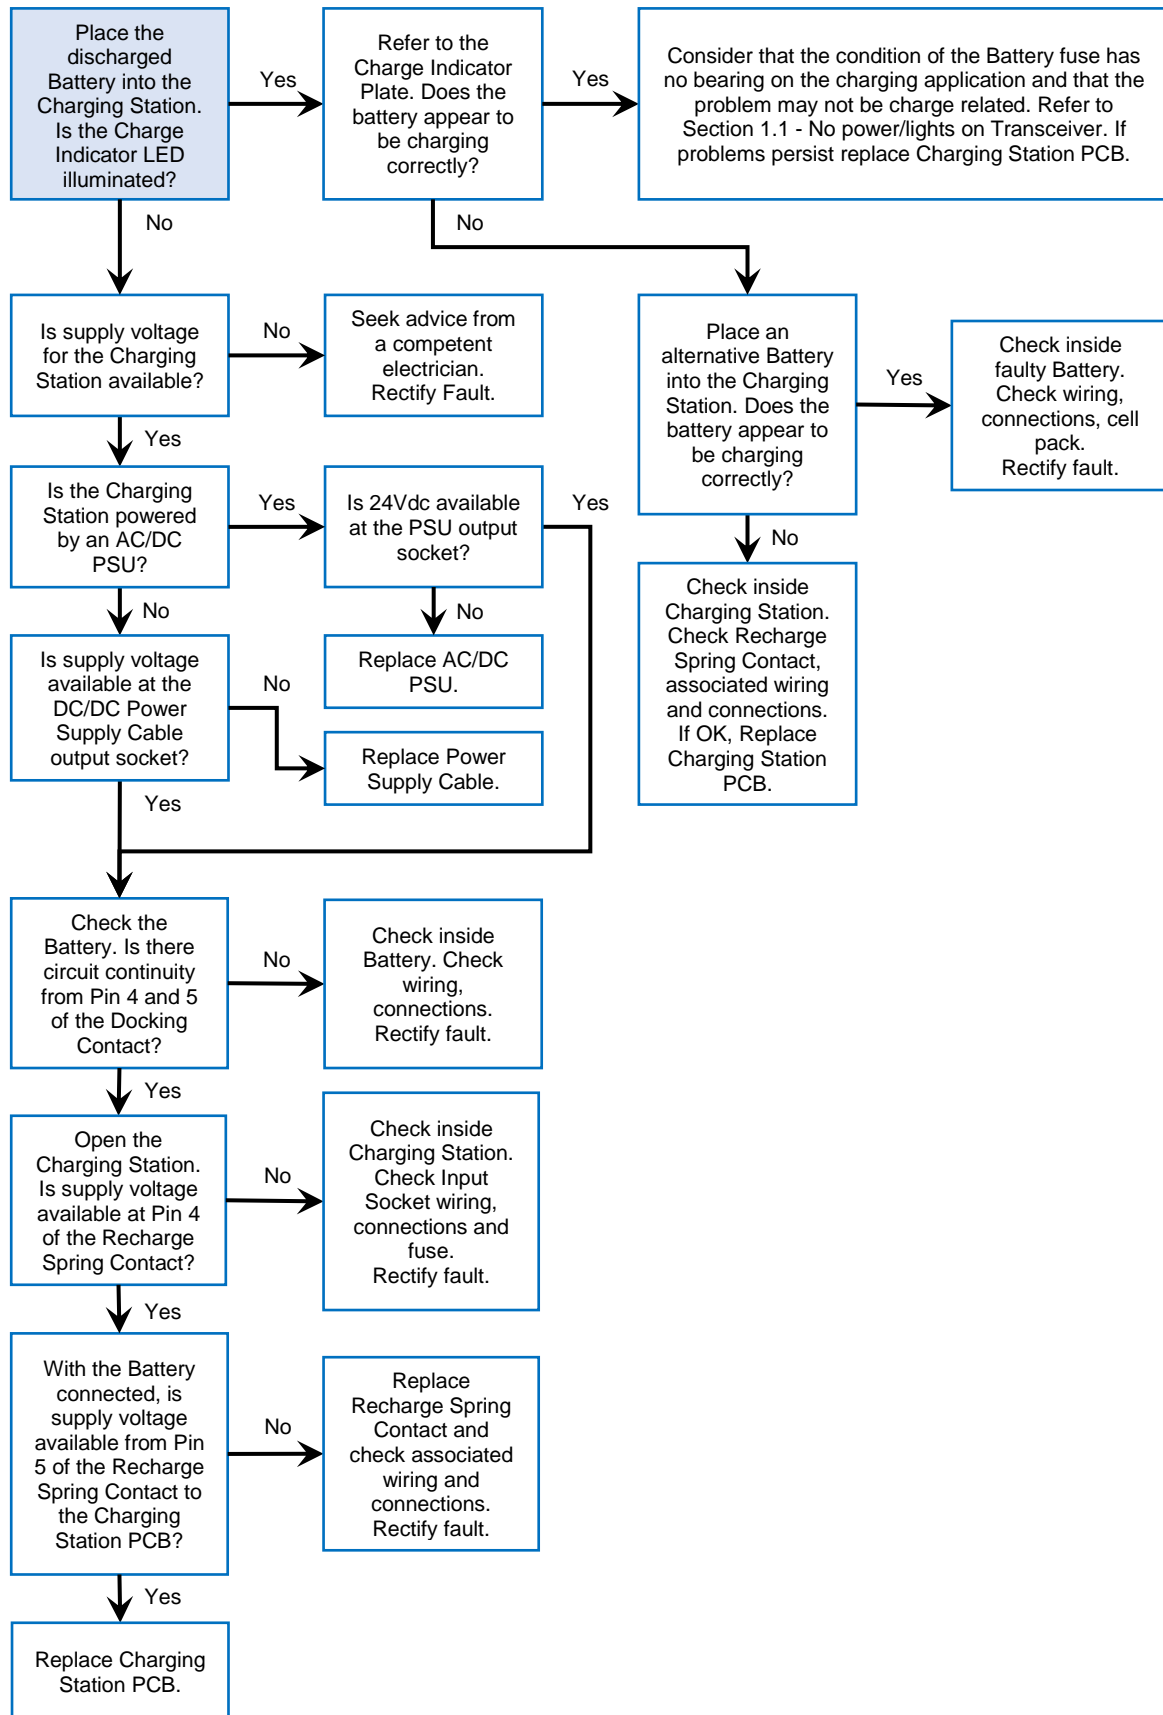 Place the
discharged
Battery into the
Charging Station.
Is the Charge
Indicator LED
illuminated?
Yes
Refer to the
Charge Indicator
Plate. Does the
battery appear to
be charging
correctly?
Yes
Consider that the condition of the Battery fuse has
no bearing on the charging application and that the
problem may not be charge related. Refer to
Section 1.1 - No power/lights on Transceiver. If
problems persist replace Charging Station PCB.
No
No
Is supply voltage
for the Charging
Station available?
No
Seek advice from
a competent
electrician.
Rectify Fault.
Place an
alternative Battery
into the Charging
Station. Does the
battery appear to
be charging
correctly?
Yes
Check inside
faulty Battery.
Check wiring,
connections, cell
pack.
Rectify fault.
Yes
Is the Charging
Station powered
by an AC/DC
PSU?
Yes
Is 24Vdc available
at the PSU output
socket?
Yes
No
No
No
Check inside
Charging Station.
Check Recharge
Spring Contact,
associated wiring
and connections.
If OK, Replace
Charging Station
PCB.
Is supply voltage
available at the
DC/DC Power
Supply Cable
output socket?
No
Replace AC/DC
PSU.
Replace Power
Supply Cable.
Yes
Check the
Battery. Is there
circuit continuity
from Pin 4 and 5
of the Docking
Contact?
No
Check inside
Battery. Check
wiring,
connections.
Rectify fault.
Yes
Open the
Charging Station.
Is supply voltage
available at Pin 4
of the Recharge
Spring Contact?
No
Check inside
Charging Station.
Check Input
Socket wiring,
connections and
fuse.
Rectify fault.
Yes
With the Battery
connected, is
supply voltage
available from Pin
5 of the Recharge
Spring Contact to
the Charging
Station PCB?
No
Replace
Recharge Spring
Contact and
check associated
wiring and
connections.
Rectify fault.
Yes
Replace Charging
Station PCB.